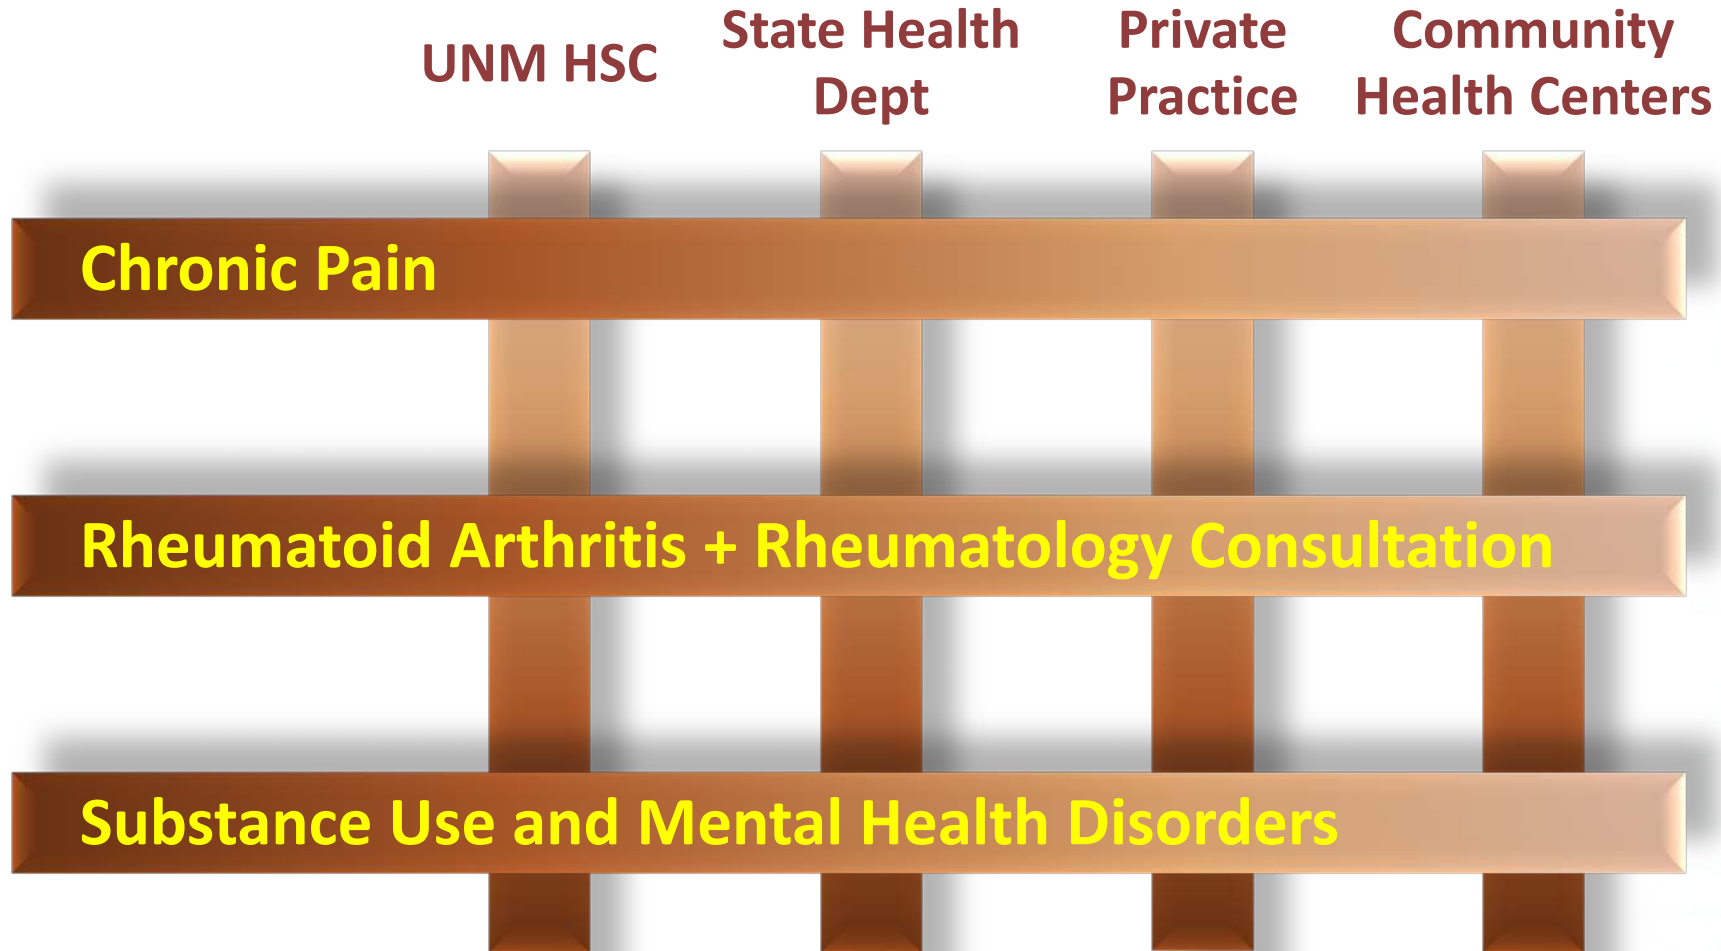 UNM HSC
State Health
Dept
Private
Practice
Community
Health Centers
Chronic Pain
Rheumatoid Arthritis + Rheumatology Consultation
Substance Use and Mental Health Disorders